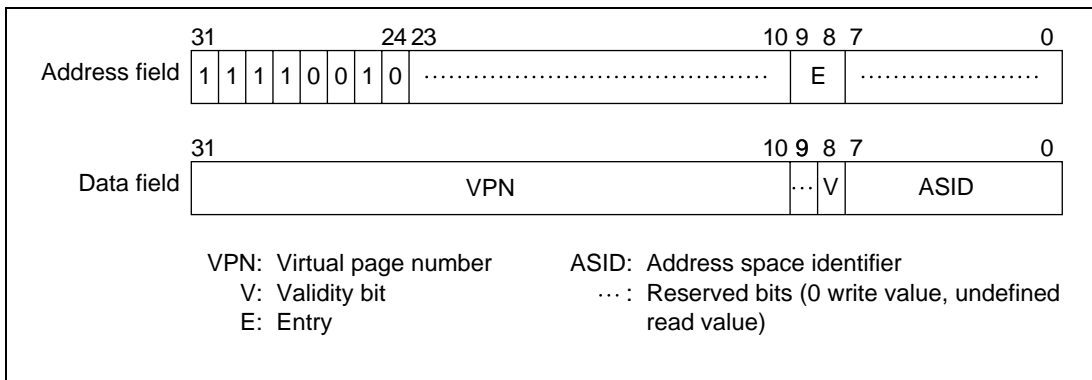 31 24 23 10 9 8 7 0
Address field 1 1 1 1 0 0 1 0 ⋯ E ⋯
31 10 9 8 7 0
Data field VPN ⋯ V ASID
VPN: Virtual page number ASID: Address space identifier
V: Validity bit ⋯ : Reserved bits (0 write value, undefined
E: Entry read value)